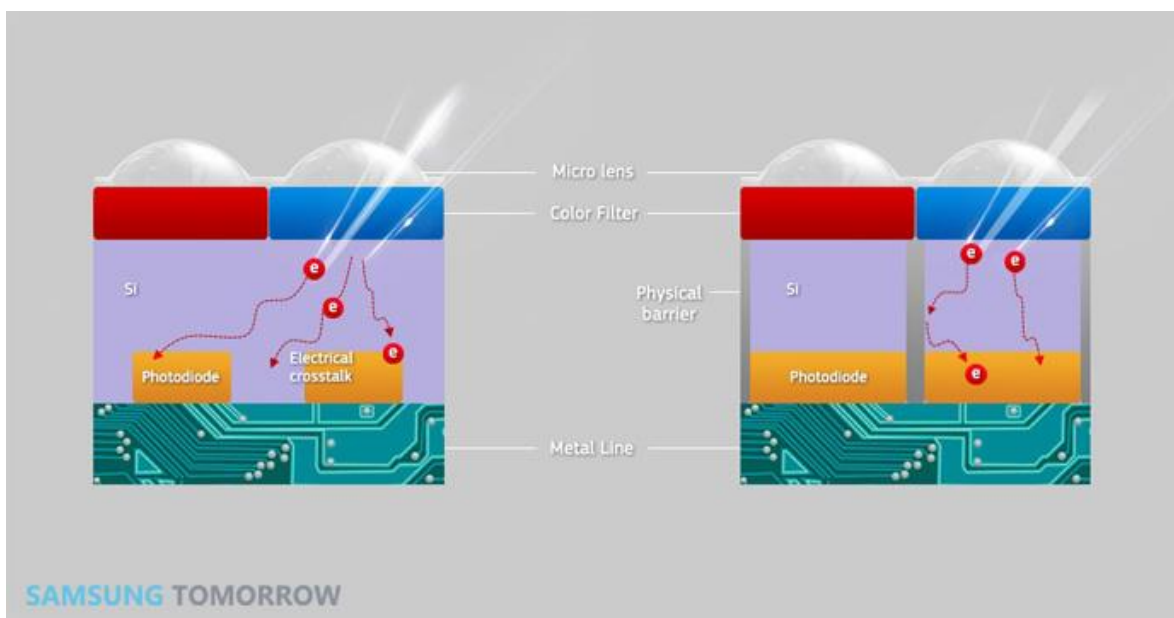 Micro lens
Color Filter
Si
e
e
e
Photodiode
Electrical
crosstalk
Metal Line
Physical
barrier
Si
e
e
e
Photodiode
SAMSUNG TOMORROW